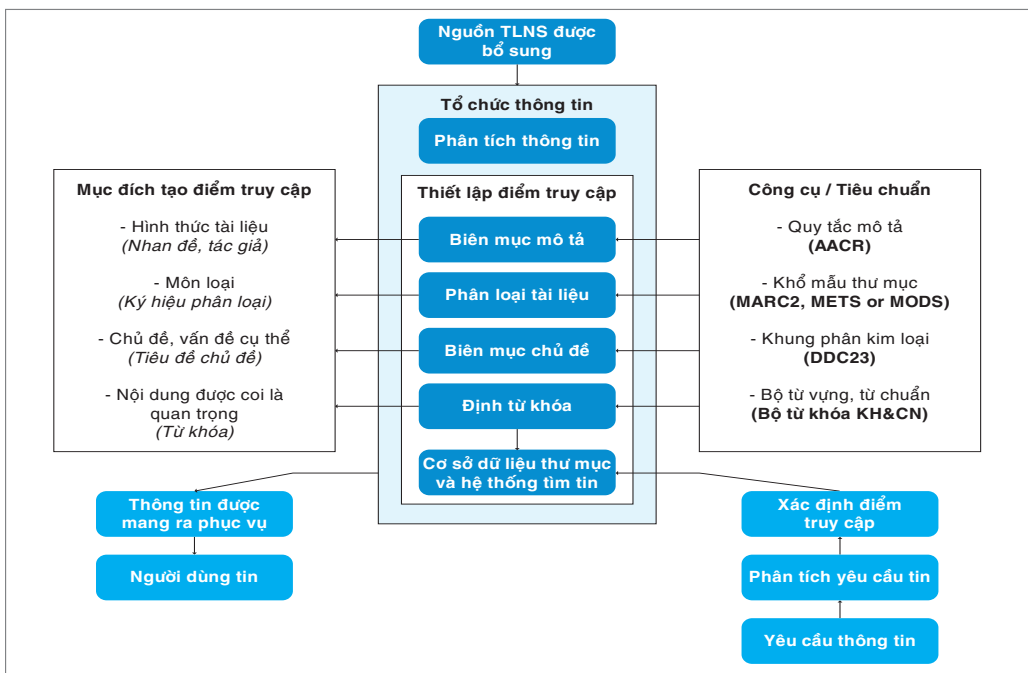 Nguồn TLNS được
bổ sung
Tổ chức thông tin
Phân tích thông tin
Mục đích tạo điểm truy cập
- Hình thức tài liệu
(Nhan đề, tác giả)
- Môn loại
(Ký hiệu phân loại)
- Chủ đề, vấn đề cụ thể
(Tiêu đề chủ đề)
- Nội dung được coi là
quan trọng
(Từ khóa)
Thiết lập điểm truy cập
Biên mục mô tả
Phân loại tài liệu
Biên mục chủ đề
Định từ khóa
Cơ sở dữ liệu thư mục
và hệ thống tìm tin
Công cụ / Tiêu chuẩn
- Quy tắc mô tả
(AACR)
- Khổ mẫu thư mục
(MARC2, METS or MODS)
- Khung phân kim loại
(DDC23)
- Bộ từ vựng, từ chuẩn
(Bộ từ khóa KH&CN)
Thông tin được
mang ra phục vụ
Người dùng tin
Xác định điểm
truy cập
Phân tích yêu cầu tin
Yêu cầu thông tin